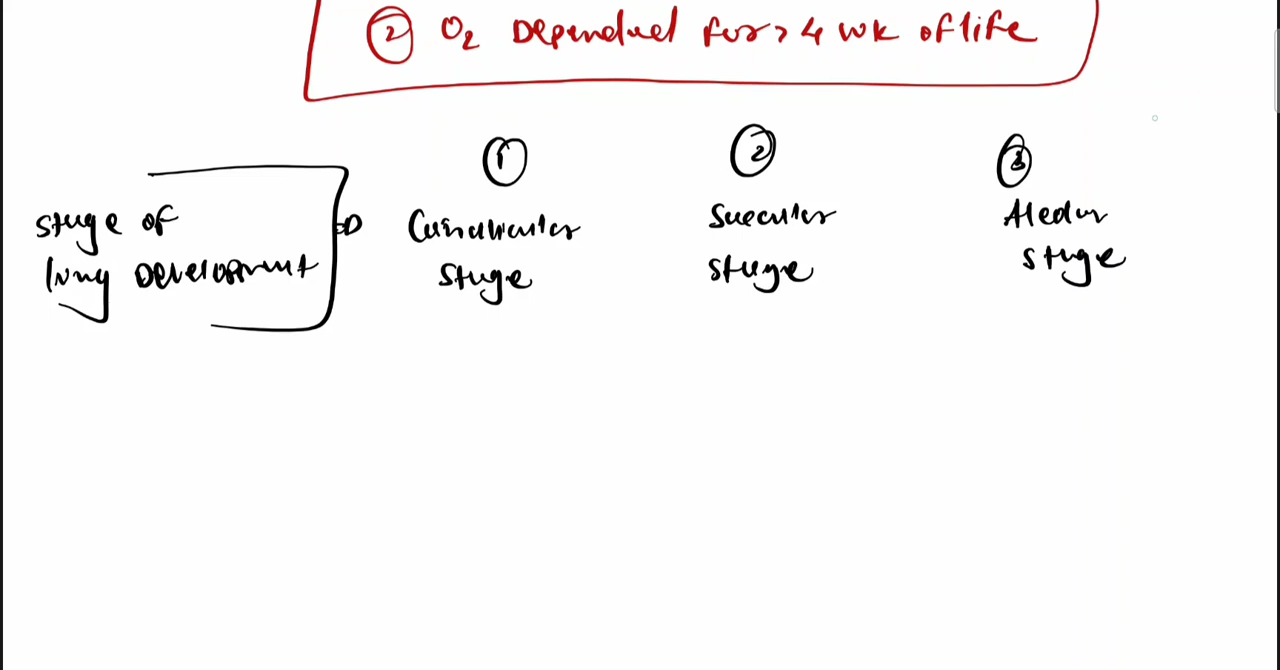 ② O2 Dependent for > 4 wk of life
① ② ③
Stage of
lung Development
Canalicular Saccular Aleolar
stage stage stage